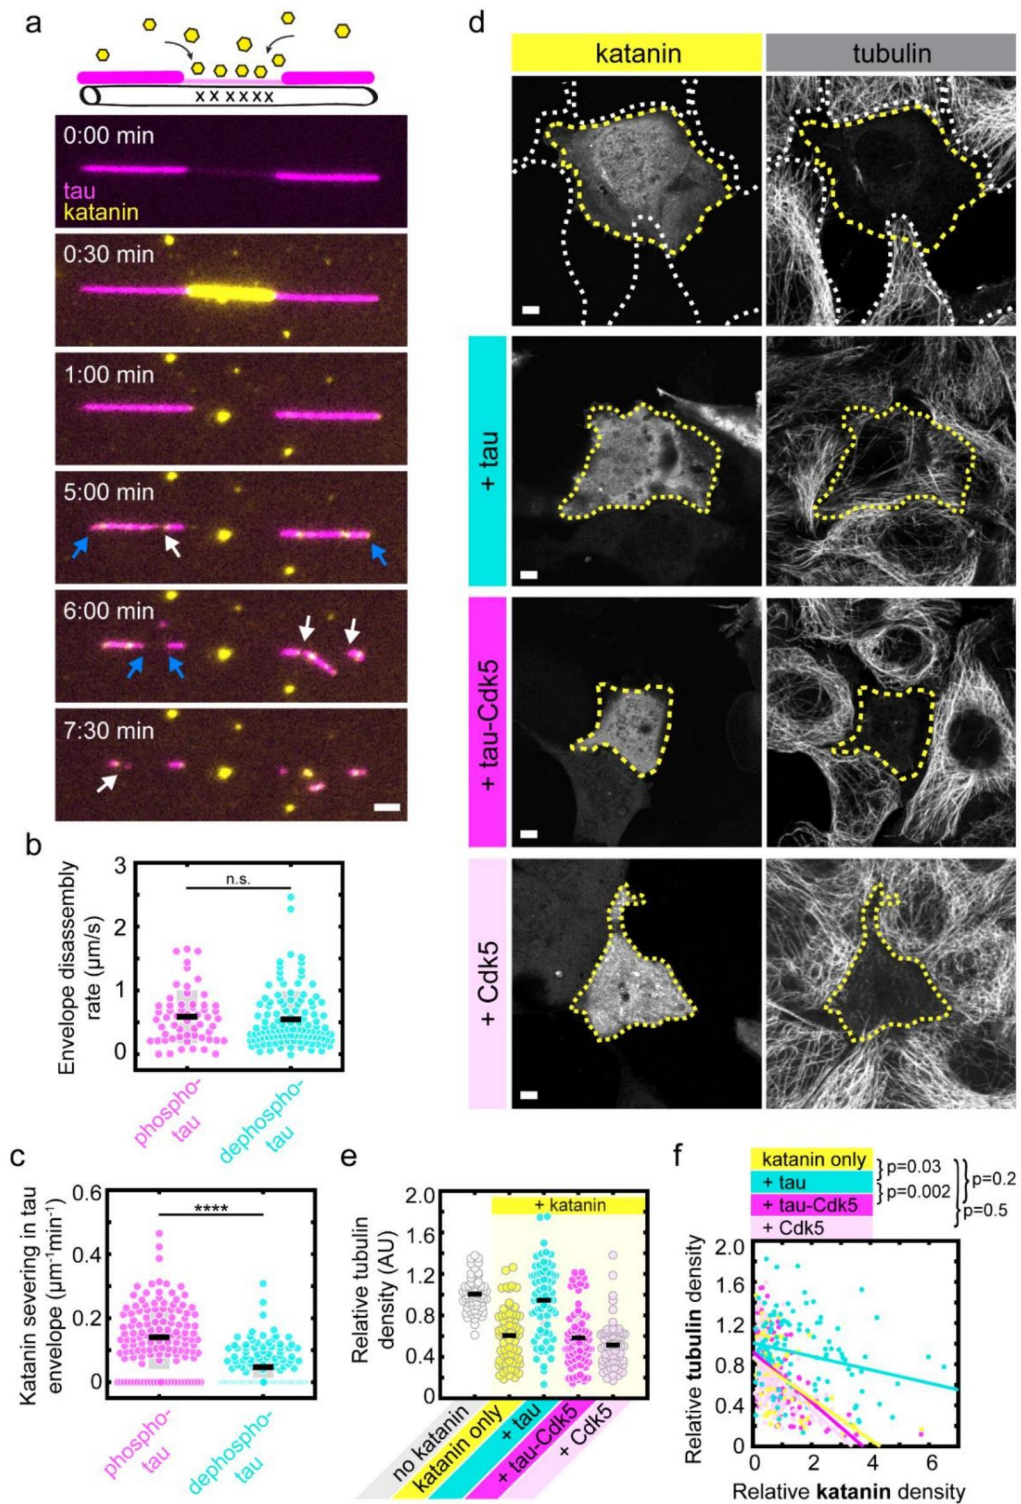 a
x x x x x x
0:00 min
tau
katanin
0:30 min
1:00 min
5:00 min
6:00 min
7:30 min
b
Envelope disassembly
rate (µm/s)
3
2
1
0
n.s.
phospho-
tau
dephospho-
tau
c
Katanin severing in tau
envelope (µm⁻¹min⁻¹)
0.6
0.4
0.2
0
****
phospho-
tau
dephospho-
tau
d
katanin
tubulin
+ tau
+ tau-Cdk5
+ Cdk5
e
Relative tubulin
density (AU)
2.0
1.6
1.2
0.8
0.4
0
+ katanin
no katanin
katanin only
+ tau
+ tau-Cdk5
+ Cdk5
f
katanin only
+ tau
+ tau-Cdk5
+ Cdk5
p=0.03
p=0.002
p=0.2
p=0.5
Relative tubulin density
2.0
1.6
1.2
0.8
0.4
0
0 2 4 6
Relative katanin density